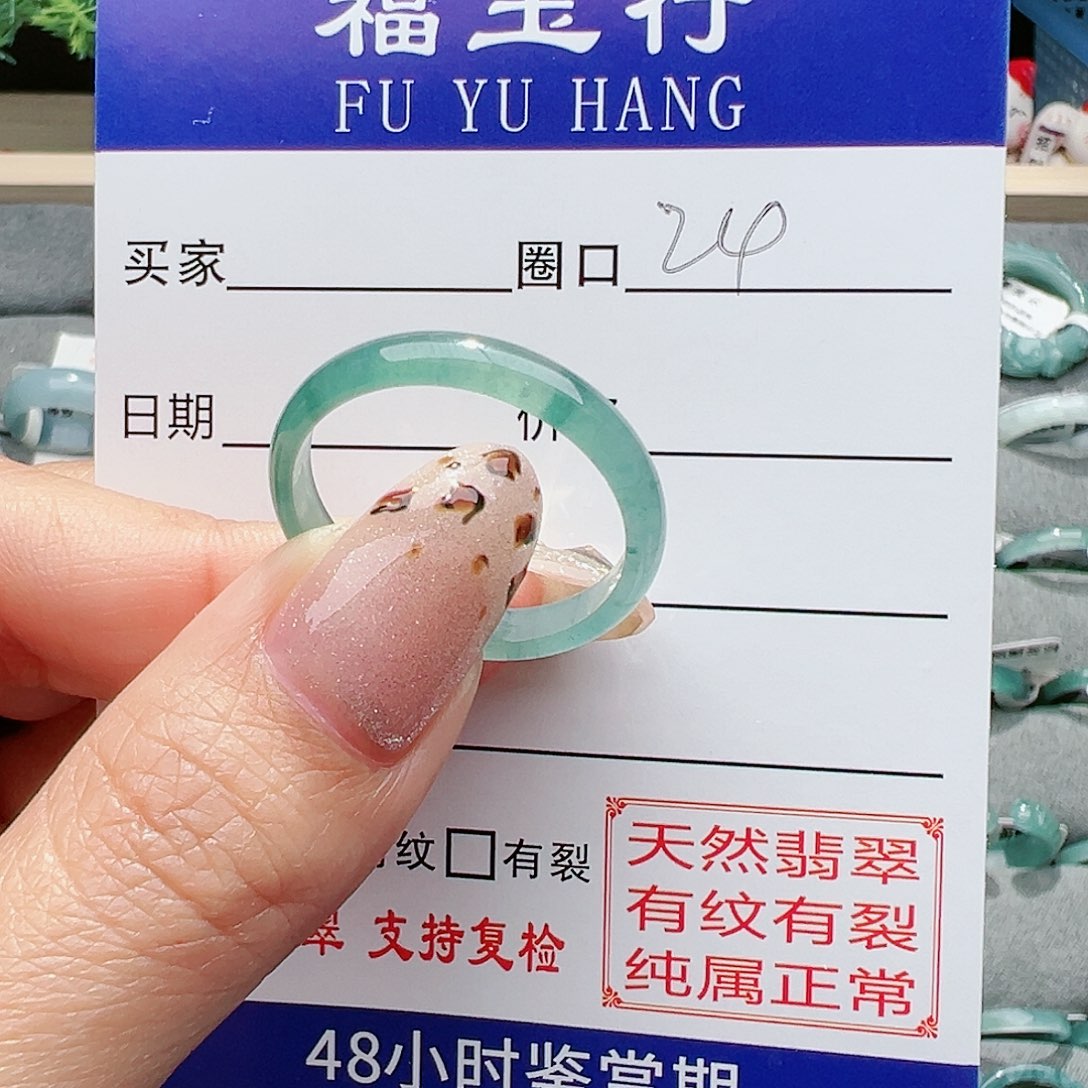 福玉行
FU YU HANG
买家 圈口 24
日期 价
纹 □ 有裂
翠 支持复检
天然翡翠
有纹有裂
纯属正常
48小时鉴赏期